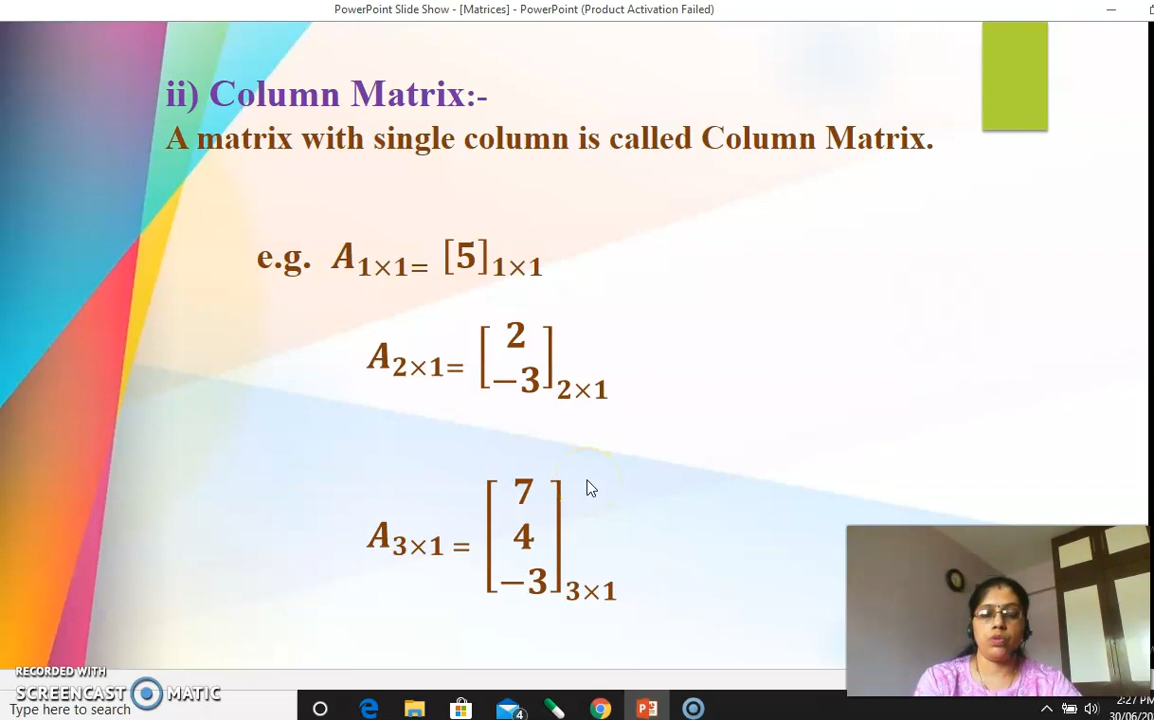 PowerPoint Slide Show - [Matrices] - PowerPoint (Product Activation Failed)
ii) Column Matrix:-
A matrix with single column is called Column Matrix.
e.g. A1×1= [5]1×1
A2×1= [2
−3]2×1
A3×1 = [7
4
−3]3×1
RECORDED WITH
SCREENCAST MATIC
Type here to search
4
2:27 PM
30/06/20